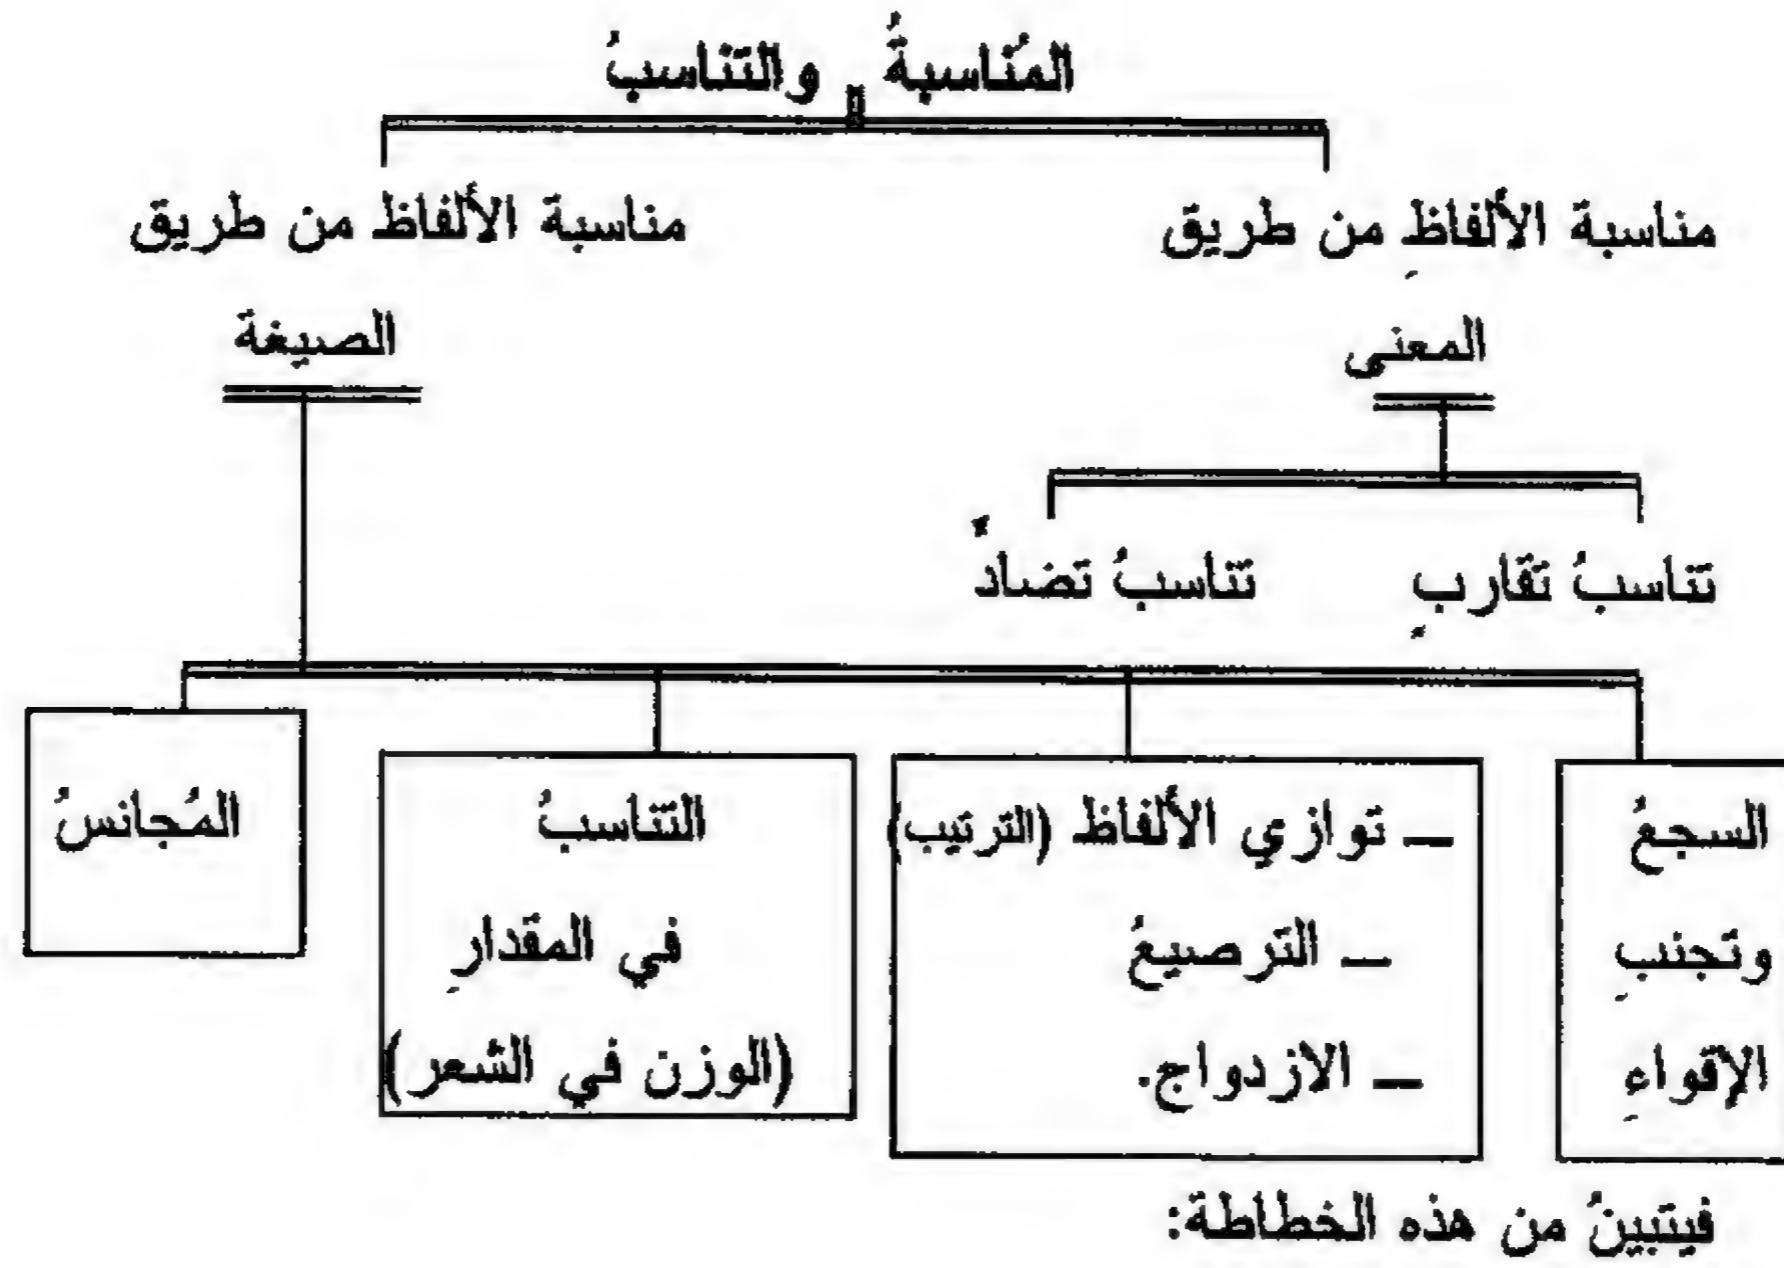 المُناسبةُ والتناسبُ
مناسبة الألفاظِ من طريق
المعنى
مناسبة الألفاظ من طريق
الصيغة
تناسبُ تقاربٍ
تناسبُ تضادٌ
السجعُ
وتجنبِ
الإقواءِ
– توازي الألفاظ (الترتيب)
– الترصيعُ
– الازدواج.
التناسبُ
في المقدارِ
(الوزن في الشعر)
المُجانسُ
فيتبينُ من هذه الخطاطة: